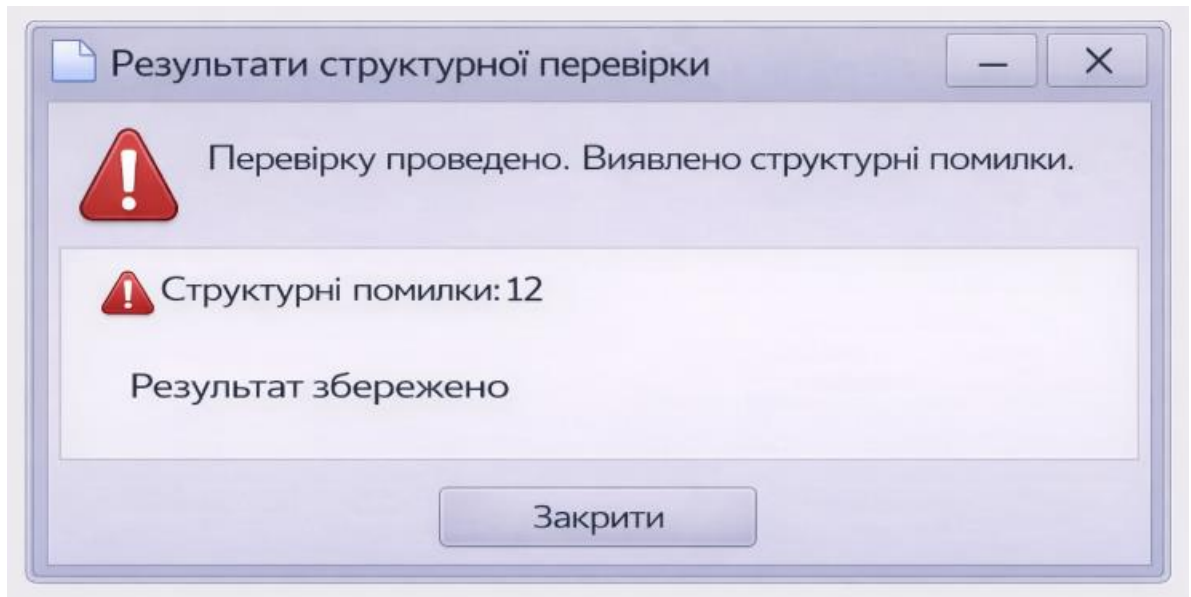 Результати структурної перевірки
Перевірку проведено. Виявлено структурні помилки.
Структурні помилки: 12
Результат збережено
Закрити